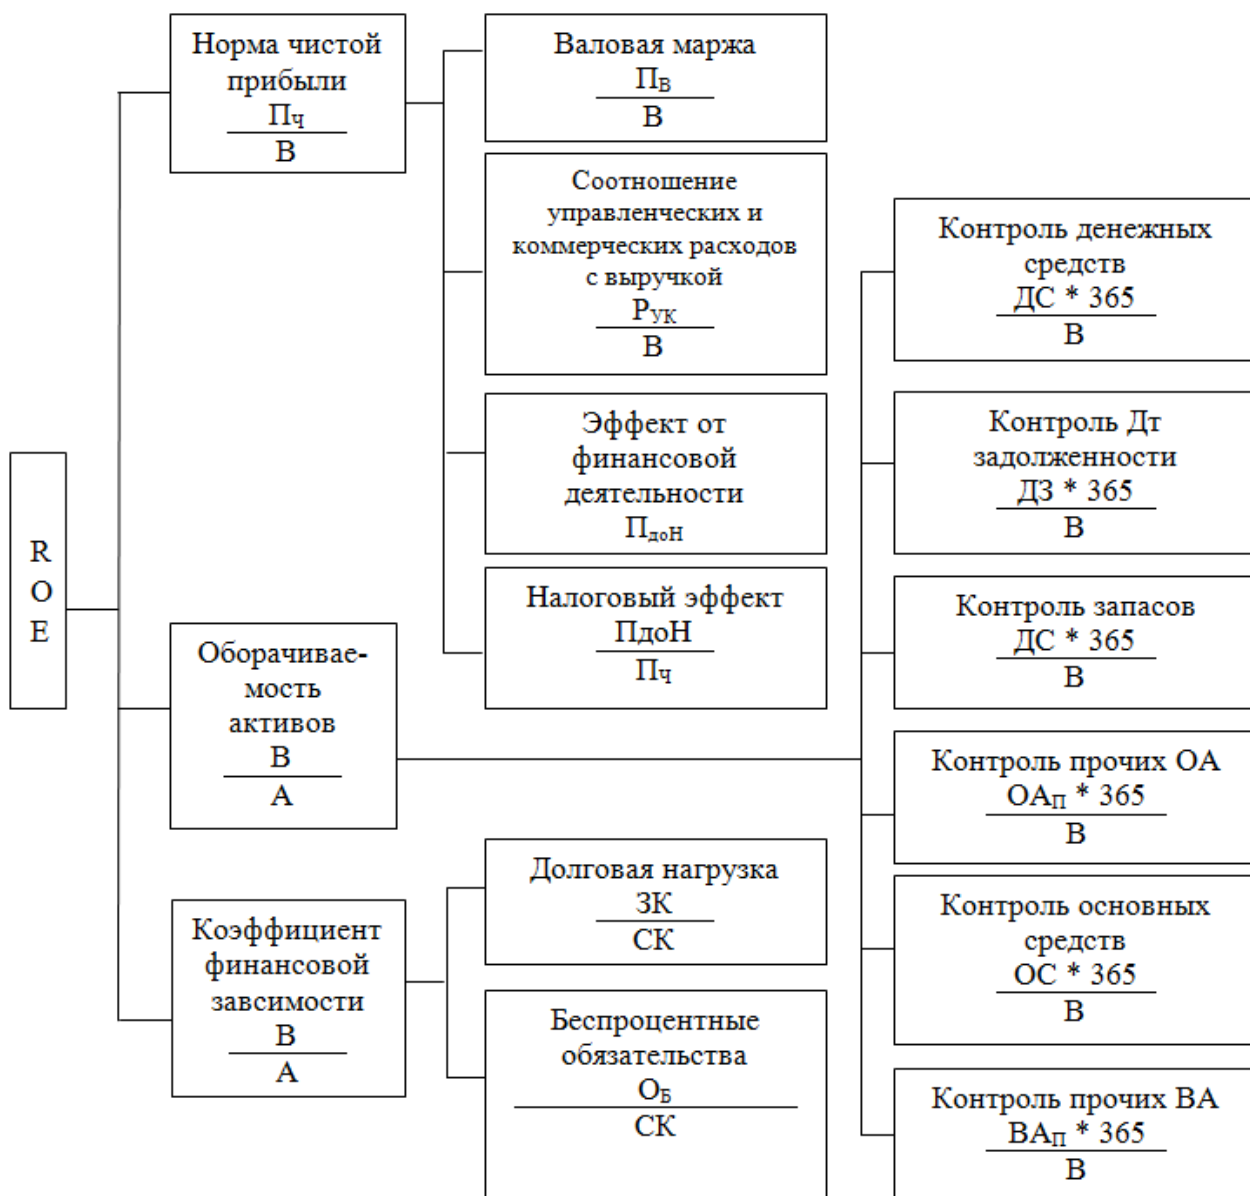 R
O
E
Норма чистой
прибыли
Пч
В
Оборачивае-
мость
активов
В
А
Коэффициент
финансовой
завсимости
В
А
Валовая маржа
ПВ
В
Соотношение
управленческих и
коммерческих расходов
с выручкой
РУК
В
Эффект от
финансовой
деятельности
ПдоН
Налоговый эффект
ПдоН
Пч
Долговая нагрузка
ЗК
СК
Беспроцентные
обязательства
ОБ
СК
Контроль денежных
средств
ДС * 365
В
Контроль Дт
задолженности
ДЗ * 365
В
Контроль запасов
ДС * 365
В
Контроль прочих ОА
ОАП * 365
В
Контроль основных
средств
ОС * 365
В
Контроль прочих ВА
ВАП * 365
В